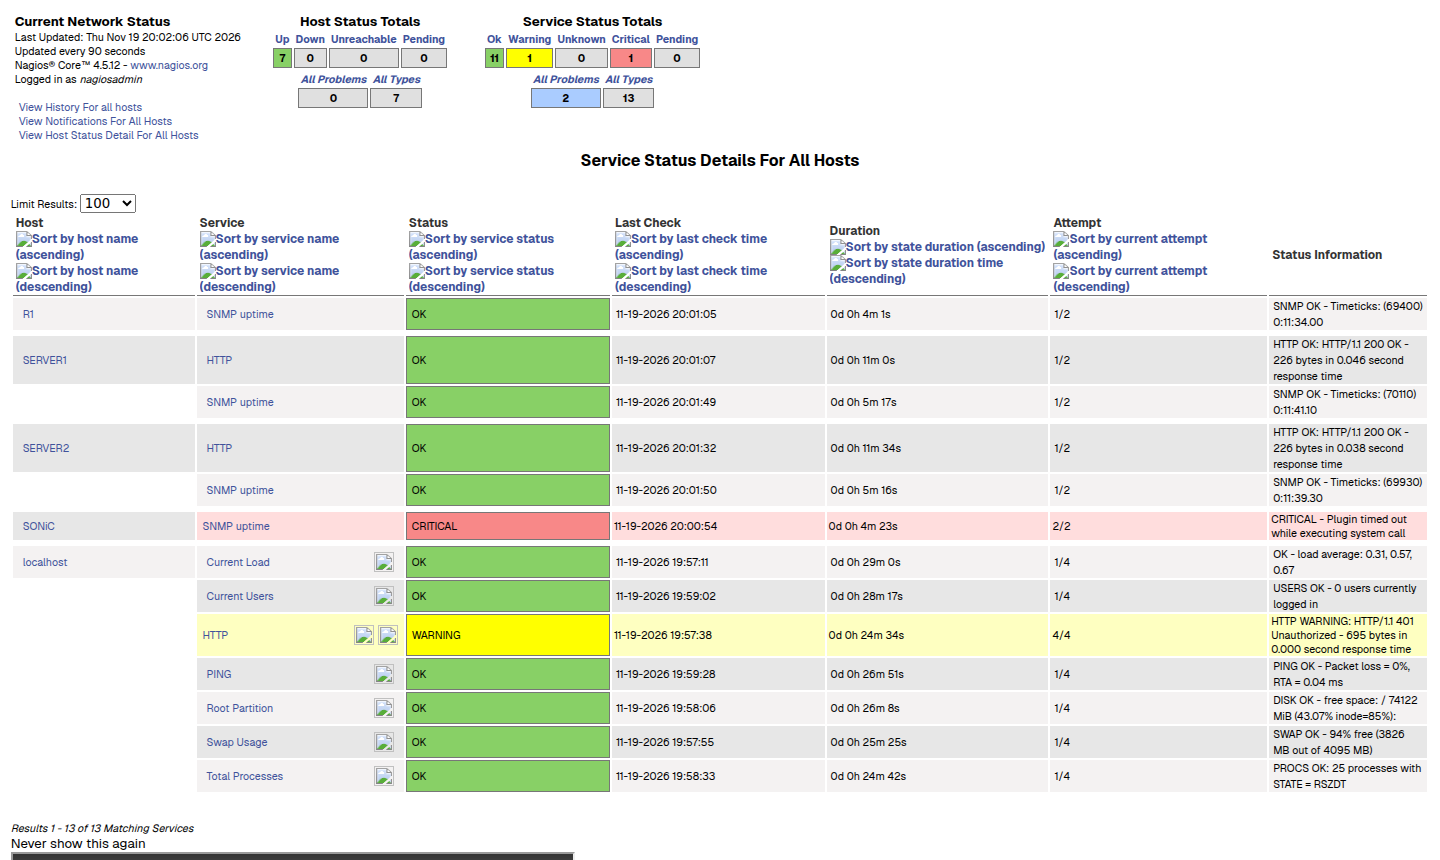 Current Network Status
Last Updated: Thu Nov 19 20:02:06 UTC 2026
Updated every 90 seconds
Nagios® Core™ 4.5.12 - www.nagios.org
Logged in as nagiosadmin
View History For all hosts
View Notifications For All Hosts
View Host Status Detail For All Hosts
Host Status Totals
Up Down Unreachable Pending
7 0 0 0
All Problems All Types
0 7
Service Status Totals
Ok Warning Unknown Critical Pending
11 1 0 1 0
All Problems All Types
2 13
Service Status Details For All Hosts
Limit Results: 100
Host
Sort by host name
(ascending)
Sort by host name
(descending)
Service
Sort by service name
(ascending)
Sort by service name
(descending)
Status
Sort by service status
(ascending)
Sort by service status
(descending)
Last Check
Sort by last check time
(ascending)
Sort by last check time
(descending)
Duration
Sort by state duration (ascending)
Sort by state duration time
(descending)
Attempt
Sort by current attempt
(ascending)
Sort by current attempt
(descending)
Status Information
R1 SNMP uptime OK 11-19-2026 20:01:05 0d 0h 4m 1s 1/2 SNMP OK - Timeticks: (69400)
0:11:34.00
SERVER1 HTTP OK 11-19-2026 20:01:07 0d 0h 11m 0s 1/2 HTTP OK: HTTP/1.1 200 OK -
226 bytes in 0.046 second
response time
SNMP uptime OK 11-19-2026 20:01:49 0d 0h 5m 17s 1/2 SNMP OK - Timeticks: (70110)
0:11:41.10
SERVER2 HTTP OK 11-19-2026 20:01:32 0d 0h 11m 34s 1/2 HTTP OK: HTTP/1.1 200 OK -
226 bytes in 0.038 second
response time
SNMP uptime OK 11-19-2026 20:01:50 0d 0h 5m 16s 1/2 SNMP OK - Timeticks: (69930)
0:11:39.30
SONiC SNMP uptime CRITICAL 11-19-2026 20:00:54 0d 0h 4m 23s 2/2 CRITICAL - Plugin timed out
while executing system call
localhost Current Load OK 11-19-2026 19:57:11 0d 0h 29m 0s 1/4 OK - load average: 0.31, 0.57,
0.67
Current Users OK 11-19-2026 19:59:02 0d 0h 28m 17s 1/4 USERS OK - 0 users currently
logged in
HTTP WARNING 11-19-2026 19:57:38 0d 0h 24m 34s 4/4 HTTP WARNING: HTTP/1.1 401
Unauthorized - 695 bytes in
0.000 second response time
PING OK 11-19-2026 19:59:28 0d 0h 26m 51s 1/4 PING OK - Packet loss = 0%,
RTA = 0.04 ms
Root Partition OK 11-19-2026 19:58:06 0d 0h 26m 8s 1/4 DISK OK - free space: / 74122
MiB (43.07% inode=85%):
Swap Usage OK 11-19-2026 19:57:55 0d 0h 25m 25s 1/4 SWAP OK - 94% free (3826
MB out of 4095 MB)
Total Processes OK 11-19-2026 19:58:33 0d 0h 24m 42s 1/4 PROCS OK: 25 processes with
STATE = RSZDT
Results 1 - 13 of 13 Matching Services
Never show this again